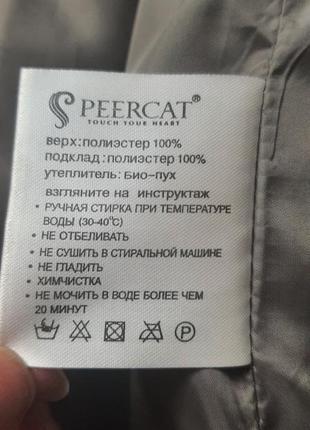 PEERCAT®
TOUCH YOUR HEART
верх:полиэстер 100%
подклад:полиэстер 100%
утеплитель: био-пух
взгляните на инструктаж
• РУЧНАЯ СТИРКА ПРИ ТЕМПЕРАТУРЕ
ВОДЫ (30-40℃)
• НЕ ОТБЕЛИВАТЬ
• НЕ СУШИТЬ В СТИРАЛЬНОЙ МАШИНЕ
• НЕ ГЛАДИТЬ
• ХИМЧИСТКА
• НЕ МОЧИТЬ В ВОДЕ БОЛЕЕ ЧЕМ
20 МИНУТ
P